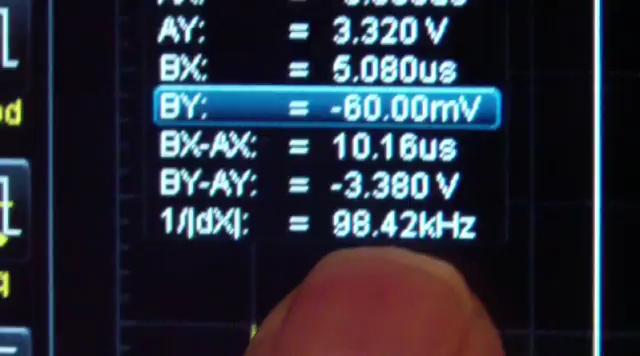 AY: = 3.320 V
BX: = 5.080us
BY: = -60.00mV
BX-AX: = 10.16us
BY-AY: = -3.380 V
1/|dX|: = 98.42kHz